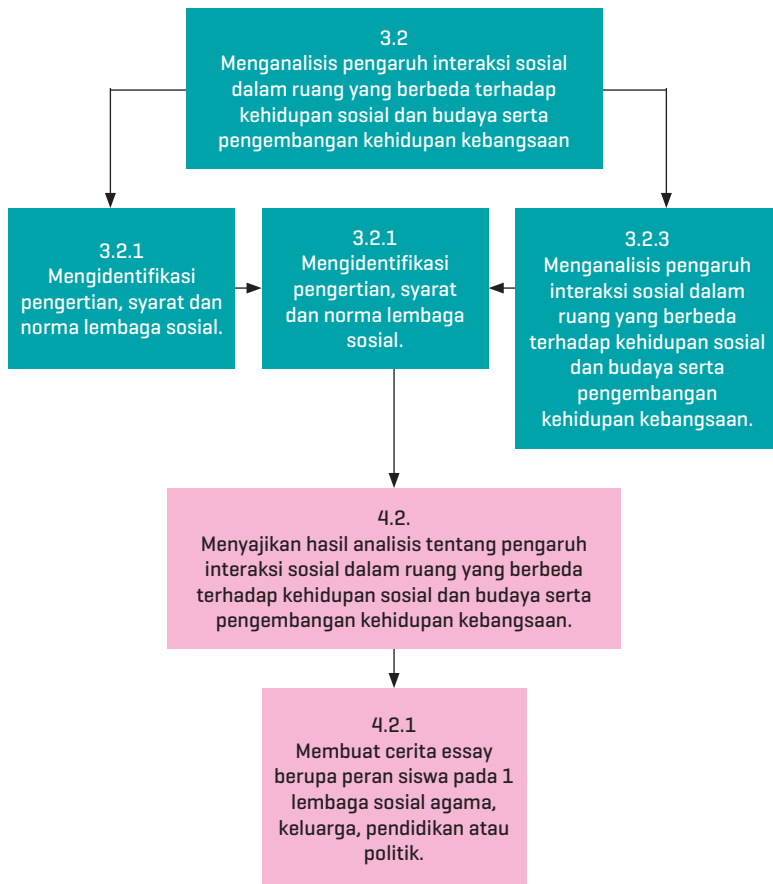 3.2
Menganalisis pengaruh interaksi sosial
dalam ruang yang berbeda terhadap
kehidupan sosial dan budaya serta
pengembangan kehidupan kebangsaan
3.2.1
Mengidentifikasi
pengertian, syarat dan
norma lembaga sosial.
3.2.1
Mengidentifikasi
pengertian, syarat
dan norma lembaga
sosial.
3.2.3
Menganalisis pengaruh
interaksi sosial dalam
ruang yang berbeda
terhadap kehidupan sosial
dan budaya serta
pengembangan
kehidupan kebangsaan.
4.2.
Menyajikan hasil analisis tentang pengaruh
interaksi sosial dalam ruang yang berbeda
terhadap kehidupan sosial dan budaya serta
pengembangan kehidupan kebangsaan.
4.2.1
Membuat cerita essay
berupa peran siswa pada 1
lembaga sosial agama,
keluarga, pendidikan atau
politik.